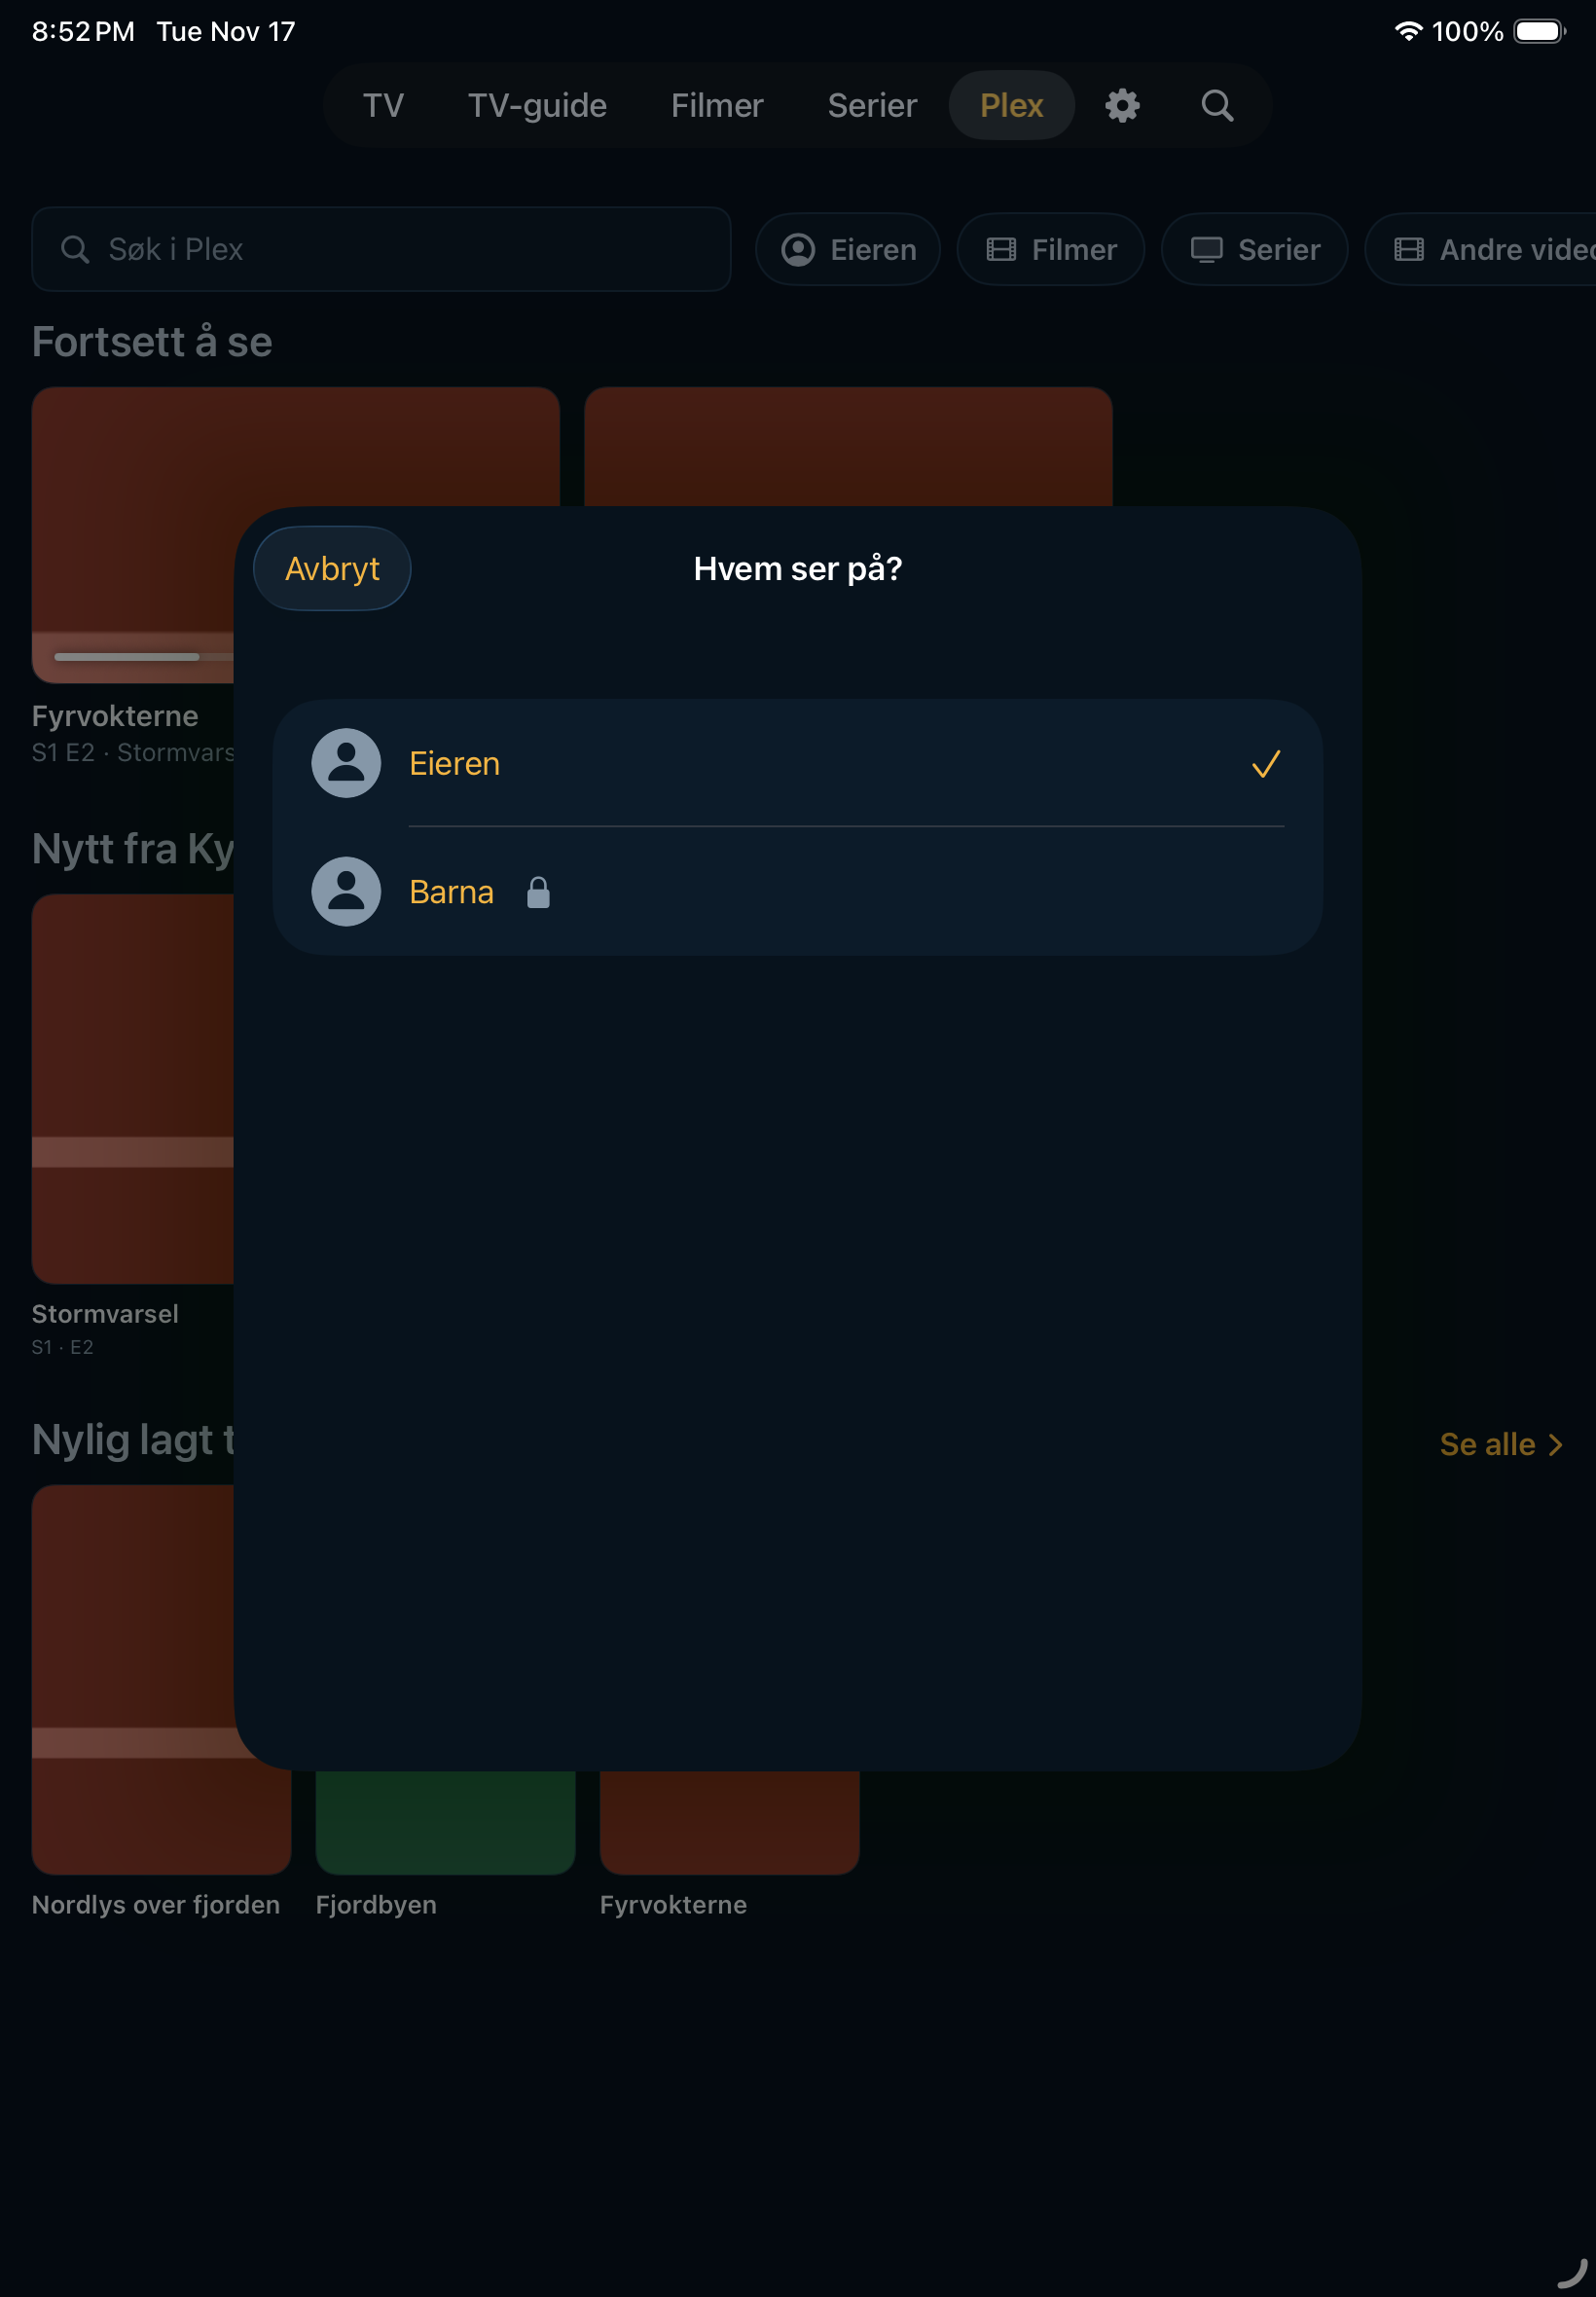 8:52 PM Tue Nov 17 100%
TV TV-guide Filmer Serier Plex
Søk i Plex Eieren Filmer Serier Andre video
Fortsett å se
Avbryt Hvem ser på?
Fyrvokterne
S1 E2 · Stormvars
Eieren
Nytt fra Ky
Barna
Stormvarsel
S1 · E2
Nylig lagt t Se alle
Nordlys over fjorden Fjordbyen Fyrvokterne